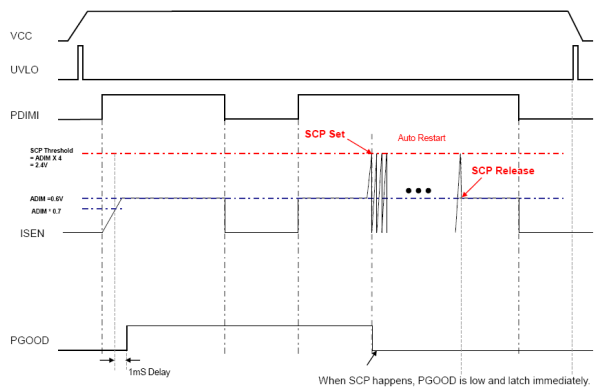 VCC
UVLO
PDIMI
SCP Set
Auto Restart
SCP Threshold
= ADIM X 4
= 2.4V
SCP Release
ADIM =0.6V
ADIM * 0.7
ISEN
PGOOD
1mS Delay
When SCP happens, PGOOD is low and latch immediately.